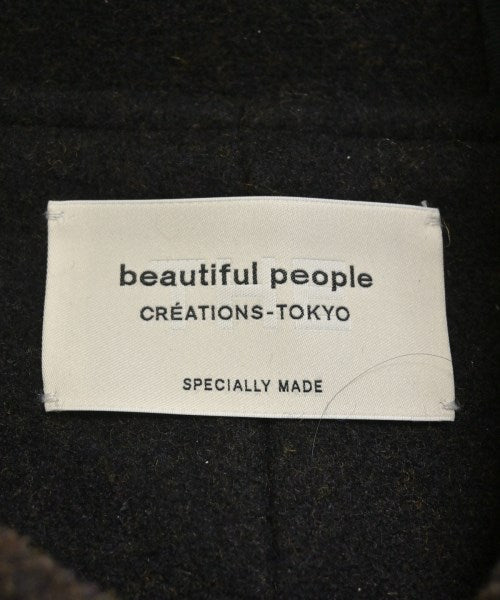 beautiful people
CRÉATIONS-TOKYO
SPECIALLY MADE